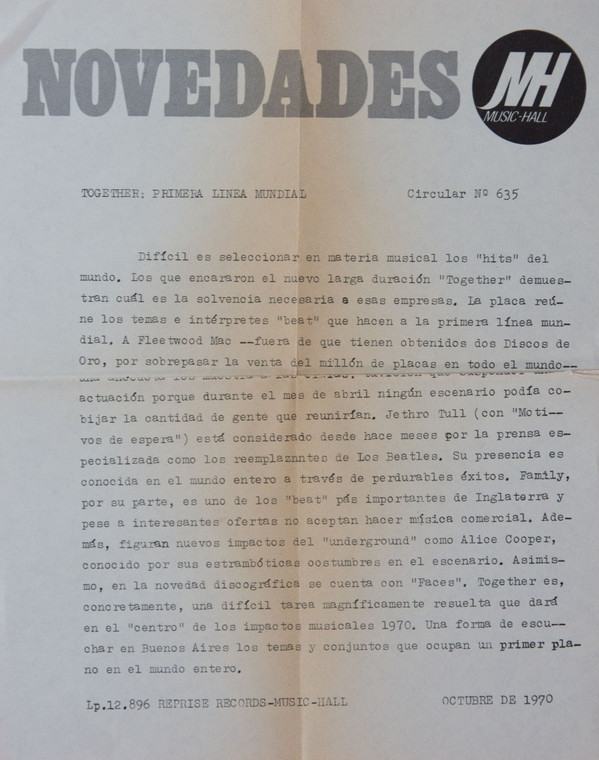 NOVEDADES
MH
MUSIC-HALL
TOGETHER: PRIMERA LINEA MUNDIAL
Circular Nº 635
Difícil es seleccionar en materia musical los "hits" del
mundo. Los que encararon el nuevo larga duración "Together" demues-
tran cuál es la solvencia necesaria a esas empresas. La placa reú-
ne los temas e intérpretes "beat" que hacen a la primera línea mun-
dial. A Fleetwood Mac --fuera de que tienen obtenidos dos Discos de
Oro, por sobrepasar la venta del millón de placas en todo el mundo--
actuación porque durante el mes de abril ningún escenario podía co-
bijar la cantidad de gente que reunirían. Jethro Tull (con "Moti--
vos de espera") está considerado desde hace meses por la prensa es-
pecializada como los reemplaznntes de Los Beatles. Su presencia es
conocida en el mundo entero a través de perdurables éxitos. Family,
por su parte, es uno de los "beat" pás importantes de Inglaterra y
pese a interesantes ofertas no aceptan hacer música comercial. Ade-
más, figuran nuevos impactos del "underground" como Alice Cooper,
conocido por sus estrambóticas oostumbres en el escenario. Asimis-
mo, en la novedad discográfica se cuenta con "Faces". Together es,
concretamente, una difícil tarea magníficamente resuelta que dará
en el "centro" de los impactos musicales 1970. Una forma de escu--
char en Buenos Aires los temas y conjuntos que ocupan un primer pla-
no en el mundo entero.
Lp.12.896 REPRISE RECORDS-MUSIC-HALL
OCTUBRE DE 1970